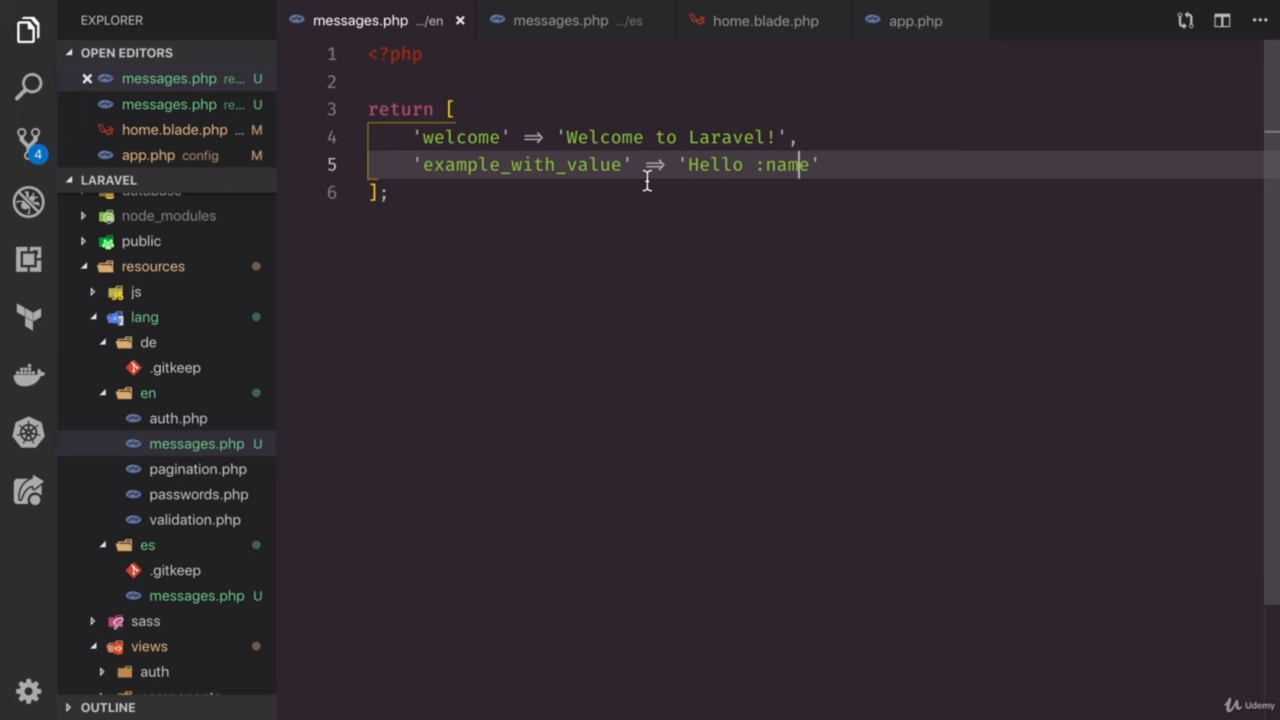 EXPLORER
messages.php .../en
messages.php .../es
home.blade.php
app.php
OPEN EDITORS
messages.php re... U
messages.php re... U
home.blade.php ... M
app.php config M
4
LARAVEL
node_modules
public
resources
js
lang
de
.gitkeep
en
auth.php
messages.php U
pagination.php
passwords.php
validation.php
es
.gitkeep
messages.php U
sass
views
auth
OUTLINE
1 <?php
2
3 return [
4 'welcome' => 'Welcome to Laravel!',
5 'example_with_value' => 'Hello :name'
6 ];
Udemy